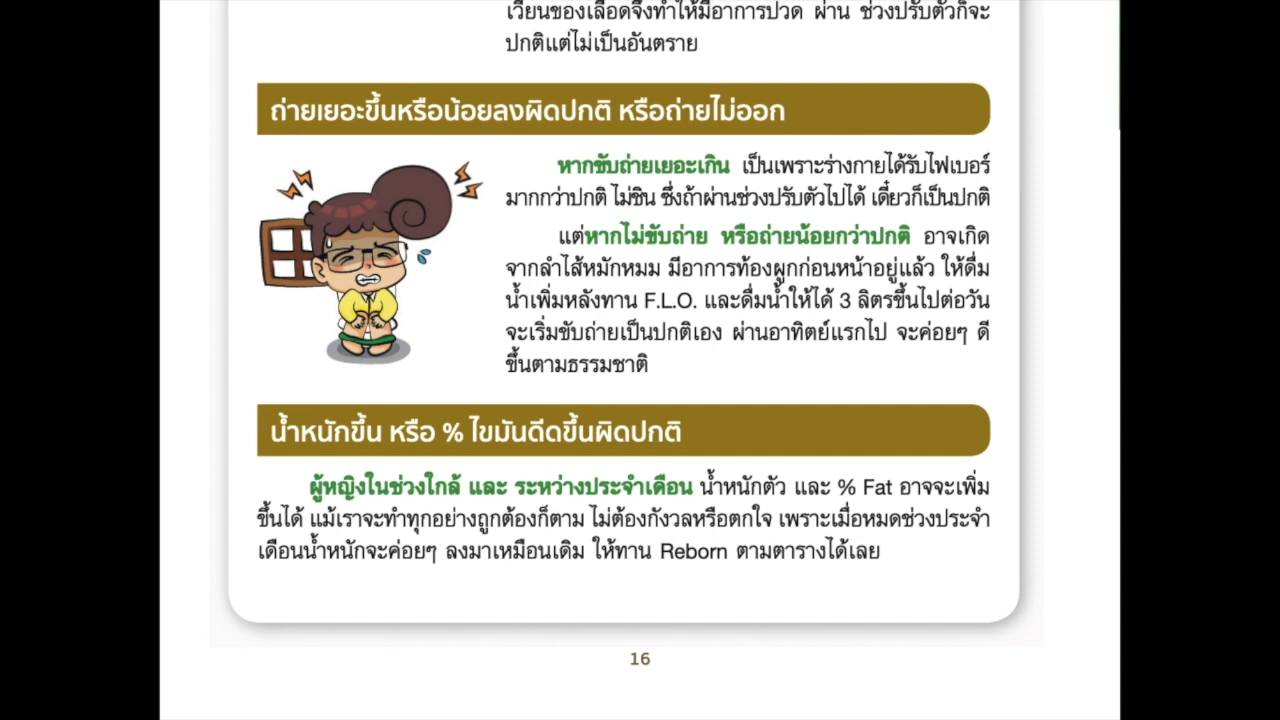 เวียนของเลือดจึงทำให้มีอาการปวด ผ่าน ช่วงปรับตัวก็จะ
ปกติแต่ไม่เป็นอันตราย
ถ่ายเยอะขึ้นหรือน้อยลงผิดปกติ หรือถ่ายไม่ออก
หากขับถ่ายเยอะเกิน เป็นเพราะร่างกายได้รับไฟเบอร์
มากกว่าปกติ ไม่ชิน ซึ่งถ้าผ่านช่วงปรับตัวไปได้ เดี๋ยวก็เป็นปกติ
แต่หากไม่ขับถ่าย หรือถ่ายน้อยกว่าปกติ อาจเกิด
จากลำไส้หมักหมม มีอาการท้องผูกก่อนหน้าอยู่แล้ว ให้ดื่ม
น้ำเพิ่มหลังทาน F.L.O. และดื่มน้ำให้ได้ 3 ลิตรขึ้นไปต่อวัน
จะเริ่มขับถ่ายเป็นปกติเอง ผ่านอาทิตย์แรกไป จะค่อยๆ ดี
ขึ้นตามธรรมชาติ
น้ำหนักขึ้น หรือ % ไขมันดีดขึ้นผิดปกติ
ผู้หญิงในช่วงใกล้ และ ระหว่างประจำเดือน น้ำหนักตัว และ % Fat อาจจะเพิ่ม
ขึ้นได้ แม้เราจะทำทุกอย่างถูกต้องก็ตาม ไม่ต้องกังวลหรือตกใจ เพราะเมื่อหมดช่วงประจำ
เดือนน้ำหนักจะค่อยๆ ลงมาเหมือนเดิม ให้ทาน Reborn ตามตารางได้เลย
16